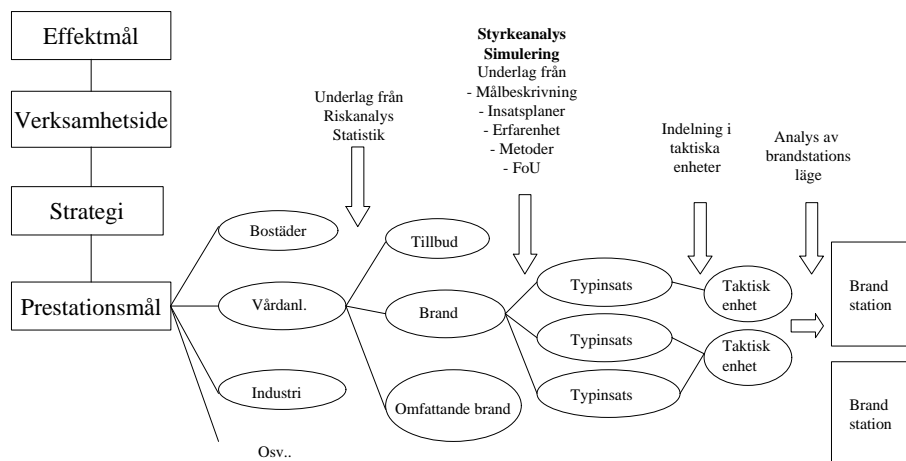 Effektmål
Verksamhetside
Strategi
Prestationsmål
Underlag från
Riskanalys
Statistik
Styrkeanalys
Simulering
Underlag från
- Målbeskrivning
- Insatsplaner
- Erfarenhet
- Metoder
- FoU
Indelning i
taktiska
enheter
Analys av
brandstations
läge
Bostäder
Vårdanl.
Industri
Osv..
Tillbud
Brand
Omfattande brand
Typinsats
Typinsats
Typinsats
Taktisk
enhet
Taktisk
enhet
Brand
station
Brand
station